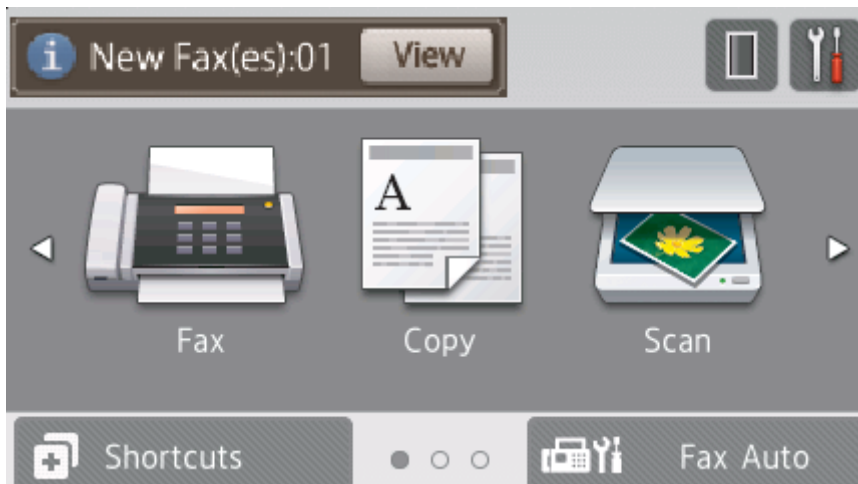 New Fax(es):01 View
A
Fax Copy Scan
Shortcuts Fax Auto